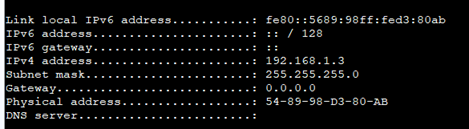 Link local IPv6 address...........: fe80::5689:98ff:fed3:80ab
IPv6 address......................: :: / 128
IPv6 gateway......................: ::
IPv4 address......................: 192.168.1.3
Subnet mask.......................: 255.255.255.0
Gateway...........................: 0.0.0.0
Physical address..................: 54-89-98-D3-80-AB
DNS server........................: